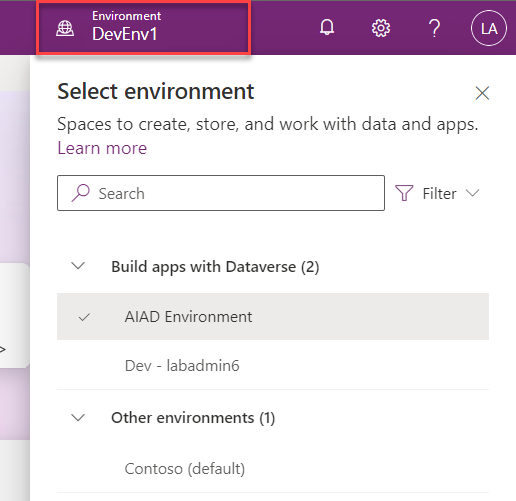 Environment
DevEnv1
?
LA
Select environment
Spaces to create, store, and work with data and apps.
Learn more
Search
Filter
Build apps with Dataverse (2)
AIAD Environment
Dev - labadmin6
Other environments (1)
Contoso (default)
>